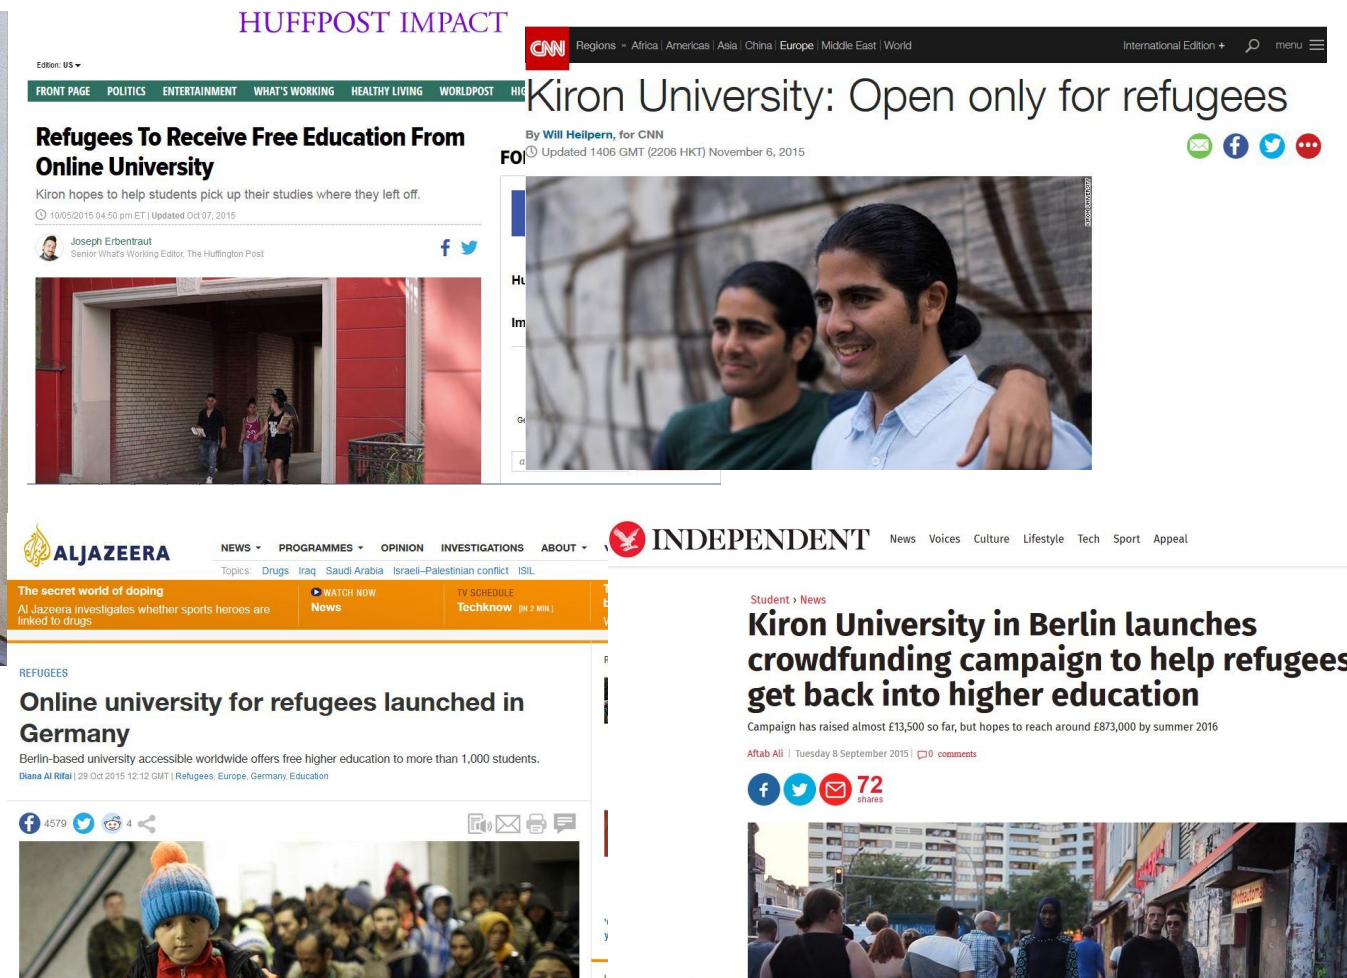 HUFFPOST IMPACT
Edition: US
FRONT PAGE POLITICS ENTERTAINMENT WHAT'S WORKING HEALTHY LIVING WORLDPOST
Refugees To Receive Free Education From
Online University
Kiron hopes to help students pick up their studies where they left off.
10/05/2015 04:50 pm ET | Updated Oct 07, 2015
Joseph Erbentraut
Senior What's Working Editor, The Huffington Post
CNN Regions Africa | Americas | Asia | China | Europe | Middle East | World International Edition + menu
Kiron University: Open only for refugees
By Will Heilpern, for CNN
Updated 1406 GMT (2206 HKT) November 6, 2015
ALJAZEERA
NEWS PROGRAMMES OPINION INVESTIGATIONS ABOUT
Topics: Drugs Iraq Saudi Arabia Israeli–Palestinian conflict ISIL
The secret world of doping
Al Jazeera investigates whether sports heroes are
linked to drugs
WATCH NOW
News
TV SCHEDULE
Techknow [IN 2 MIN.]
REFUGEES
Online university for refugees launched in
Germany
Berlin-based university accessible worldwide offers free higher education to more than 1,000 students.
Diana Al Rifai | 29 Oct 2015 12:12 GMT | Refugees, Europe, Germany, Education
4579 4
INDEPENDENT News Voices Culture Lifestyle Tech Sport Appeal
Student › News
Kiron University in Berlin launches
crowdfunding campaign to help refugees
get back into higher education
Campaign has raised almost £13,500 so far, but hopes to reach around £873,000 by summer 2016
Aftab Ali | Tuesday 8 September 2015 | 0 comments
72
shares